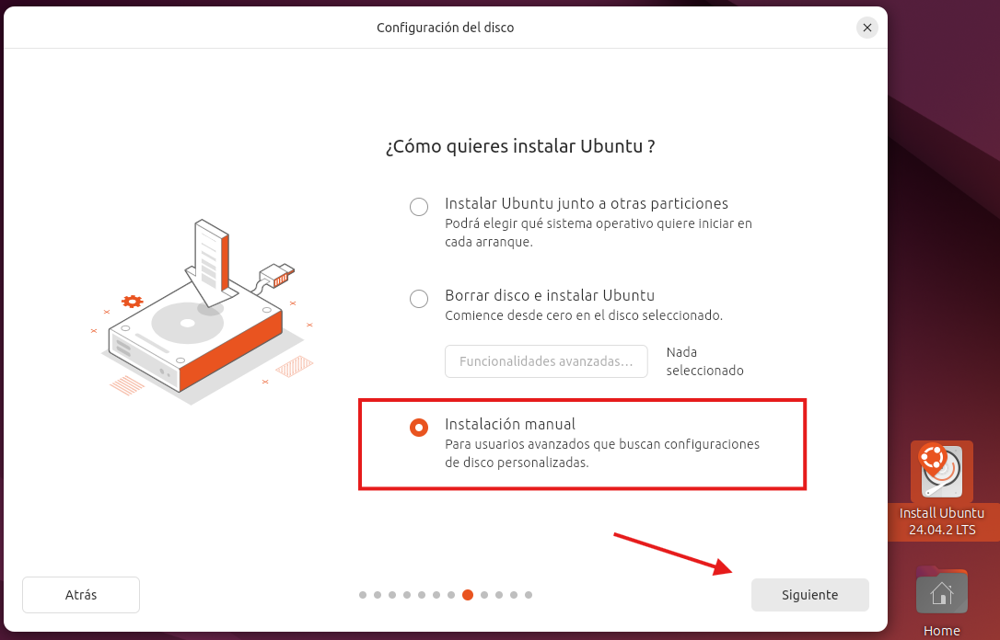 Configuración del disco
¿Cómo quieres instalar Ubuntu ?
Instalar Ubuntu junto a otras particiones
Podrá elegir qué sistema operativo quiere iniciar en
cada arranque.
Borrar disco e instalar Ubuntu
Comience desde cero en el disco seleccionado.
Funcionalidades avanzadas...
Nada
seleccionado
Instalación manual
Para usuarios avanzados que buscan configuraciones
de disco personalizadas.
Install Ubuntu
24.04.2 LTS
Atrás
Siguiente
Home